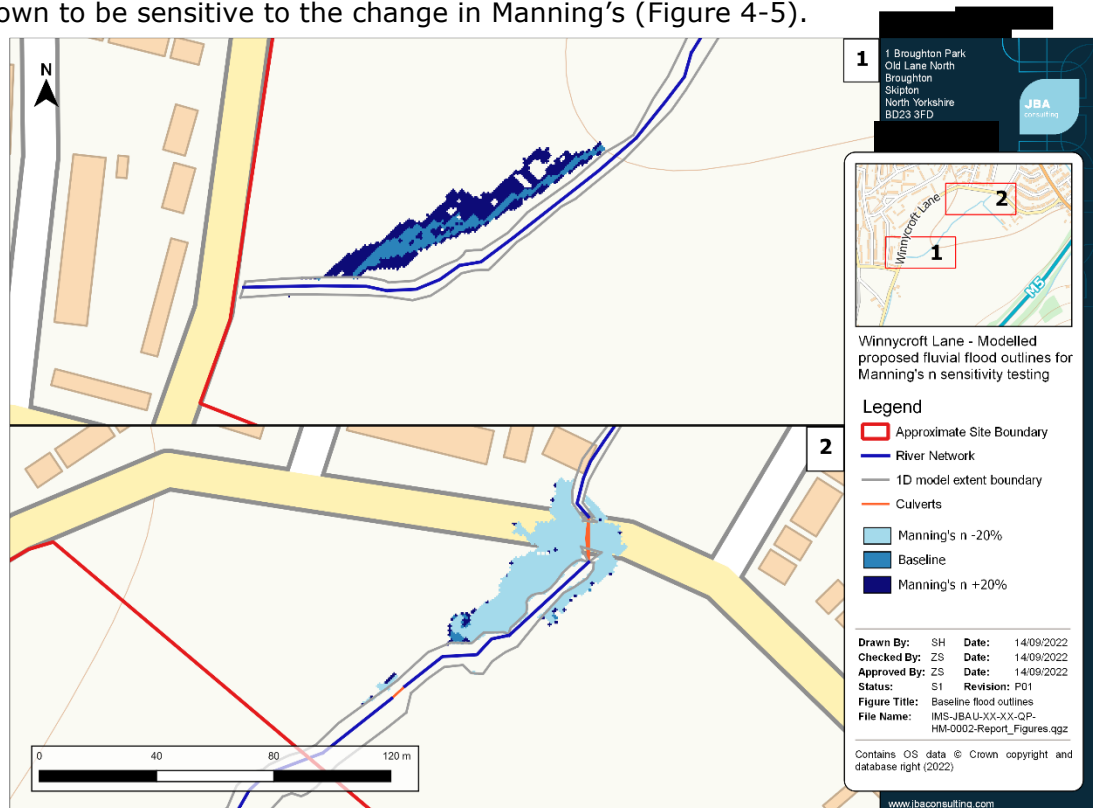 own to be sensitive to the change in Manning's (Figure 4-5).
N
1
1 Broughton Park
Old Lane North
Broughton
Skipton
North Yorkshire
BD23 3FD
JBA
consulting
2
Winnycroft Lane
1
M5
Winnycroft Lane - Modelled
proposed fluvial flood outlines for
Manning's n sensitivity testing
Legend
Approximate Site Boundary
River Network
1D model extent boundary
Culverts
Manning's n -20%
Baseline
Manning's n +20%
2
0 40 80 120 m
Drawn By: SH Date: 14/09/2022
Checked By: ZS Date: 14/09/2022
Approved By: ZS Date: 14/09/2022
Status: S1 Revision: P01
Figure Title: Baseline flood outlines
File Name: IMS-JBAU-XX-XX-QP-
HM-0002-Report_Figures.qgz
Contains OS data © Crown copyright and
database right (2022)
www.jbaconsulting.com